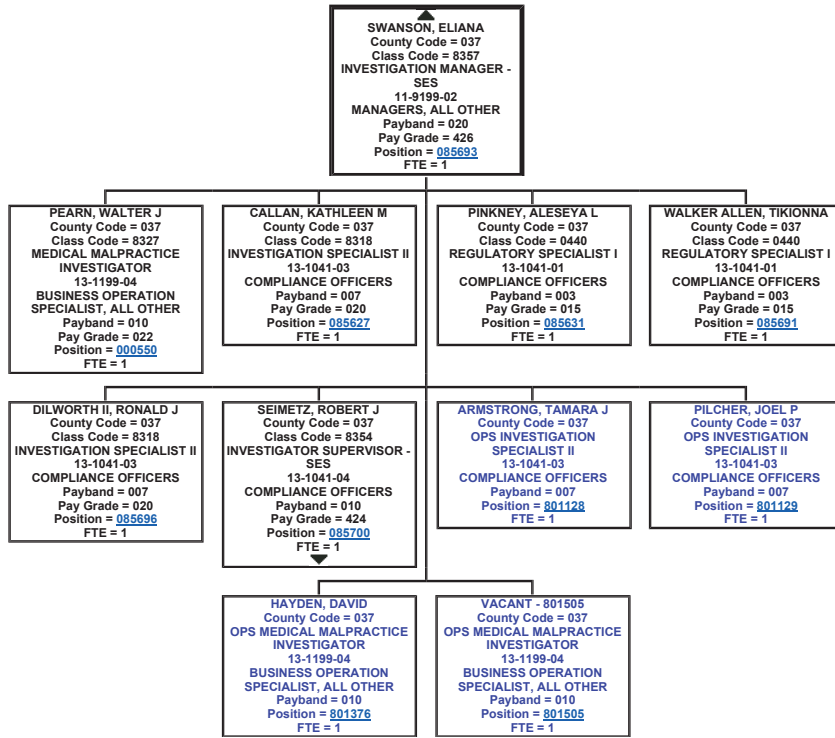 SWANSON, ELIANA
County Code = 037
Class Code = 8357
INVESTIGATION MANAGER -
SES
11-9199-02
MANAGERS, ALL OTHER
Payband = 020
Pay Grade = 426
Position = 085693
FTE = 1
PEARN, WALTER J
County Code = 037
Class Code = 8327
MEDICAL MALPRACTICE
INVESTIGATOR
13-1199-04
BUSINESS OPERATION
SPECIALIST, ALL OTHER
Payband = 010
Pay Grade = 022
Position = 000550
FTE = 1
CALLAN, KATHLEEN M
County Code = 037
Class Code = 8318
INVESTIGATION SPECIALIST II
13-1041-03
COMPLIANCE OFFICERS
Payband = 007
Pay Grade = 020
Position = 085627
FTE = 1
PINKNEY, ALESEYA L
County Code = 037
Class Code = 0440
REGULATORY SPECIALIST I
13-1041-01
COMPLIANCE OFFICERS
Payband = 003
Pay Grade = 015
Position = 085631
FTE = 1
WALKER ALLEN, TIKIONNA
County Code = 037
Class Code = 0440
REGULATORY SPECIALIST I
13-1041-01
COMPLIANCE OFFICERS
Payband = 003
Pay Grade = 015
Position = 085691
FTE = 1
DILWORTH II, RONALD J
County Code = 037
Class Code = 8318
INVESTIGATION SPECIALIST II
13-1041-03
COMPLIANCE OFFICERS
Payband = 007
Pay Grade = 020
Position = 085696
FTE = 1
SEIMETZ, ROBERT J
County Code = 037
Class Code = 8354
INVESTIGATOR SUPERVISOR -
SES
13-1041-04
COMPLIANCE OFFICERS
Payband = 010
Pay Grade = 424
Position = 085700
FTE = 1
ARMSTRONG, TAMARA J
County Code = 037
OPS INVESTIGATION
SPECIALIST II
13-1041-03
COMPLIANCE OFFICERS
Payband = 007
Position = 801128
FTE = 1
PILCHER, JOEL P
County Code = 037
OPS INVESTIGATION
SPECIALIST II
13-1041-03
COMPLIANCE OFFICERS
Payband = 007
Position = 801129
FTE = 1
HAYDEN, DAVID
County Code = 037
OPS MEDICAL MALPRACTICE
INVESTIGATOR
13-1199-04
BUSINESS OPERATION
SPECIALIST, ALL OTHER
Payband = 010
Position = 801376
FTE = 1
VACANT - 801505
County Code = 037
OPS MEDICAL MALPRACTICE
INVESTIGATOR
13-1199-04
BUSINESS OPERATION
SPECIALIST, ALL OTHER
Payband = 010
Position = 801505
FTE = 1